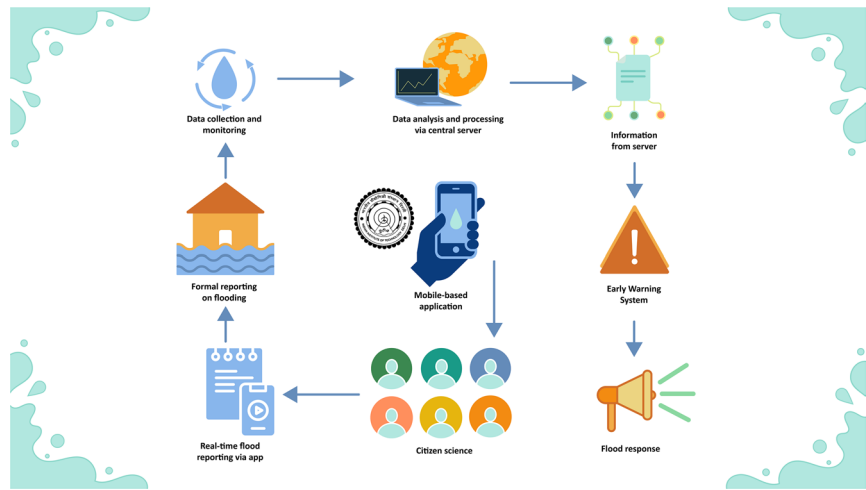 Data collection and
monitoring
Data analysis and processing
via central server
Information
from server
Formal reporting
on flooding
Mobile-based
application
Early Warning
System
Real-time flood
reporting via app
Citizen science
Flood response